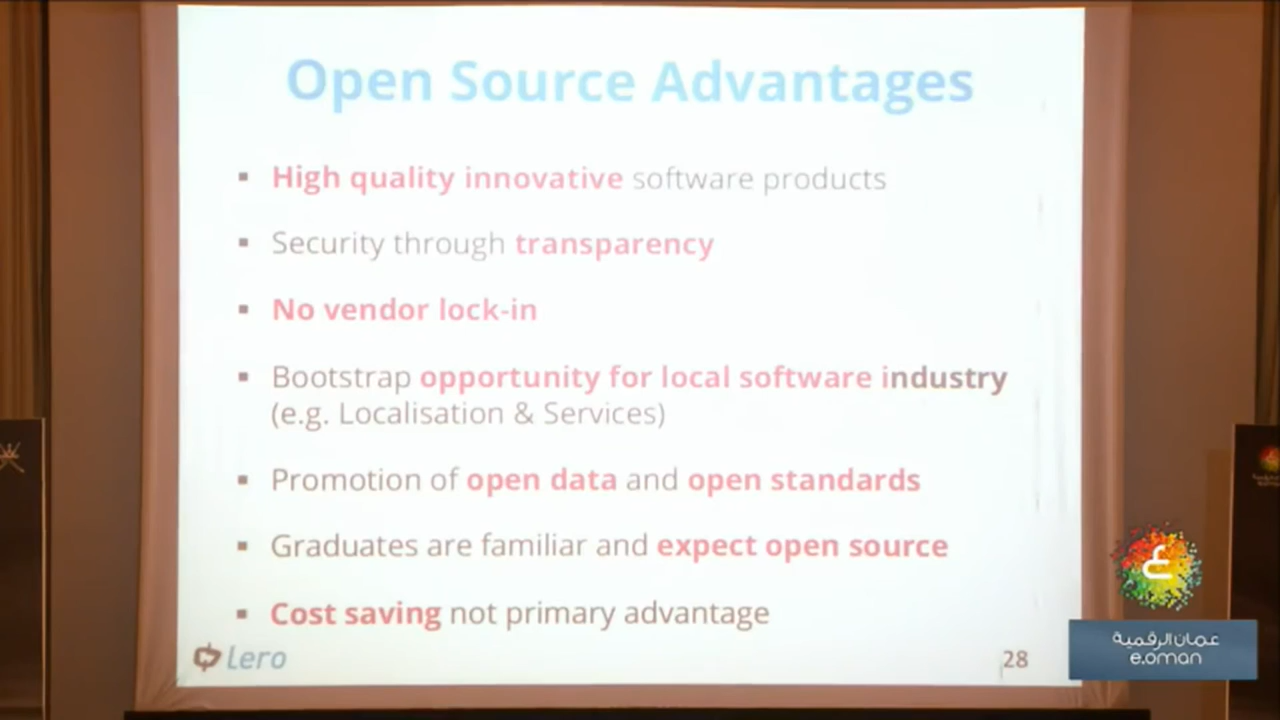 Open Source Advantages
▪ High quality innovative software products
▪ Security through transparency
▪ No vendor lock-in
▪ Bootstrap opportunity for local software industry
(e.g. Localisation & Services)
▪ Promotion of open data and open standards
▪ Graduates are familiar and expect open source
▪ Cost saving not primary advantage
Lero
28
ع
عمان الرقمية
e.oman